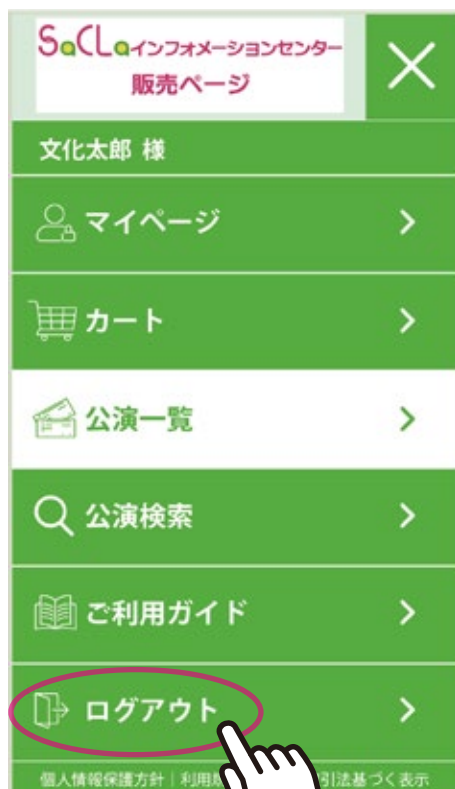 SaCLaインフォメーションセンター
販売ページ
文化太郎 様
マイページ
カート
公演一覧
公演検索
ご利用ガイド
ログアウト
個人情報保護方針｜利用 引法基づく表示